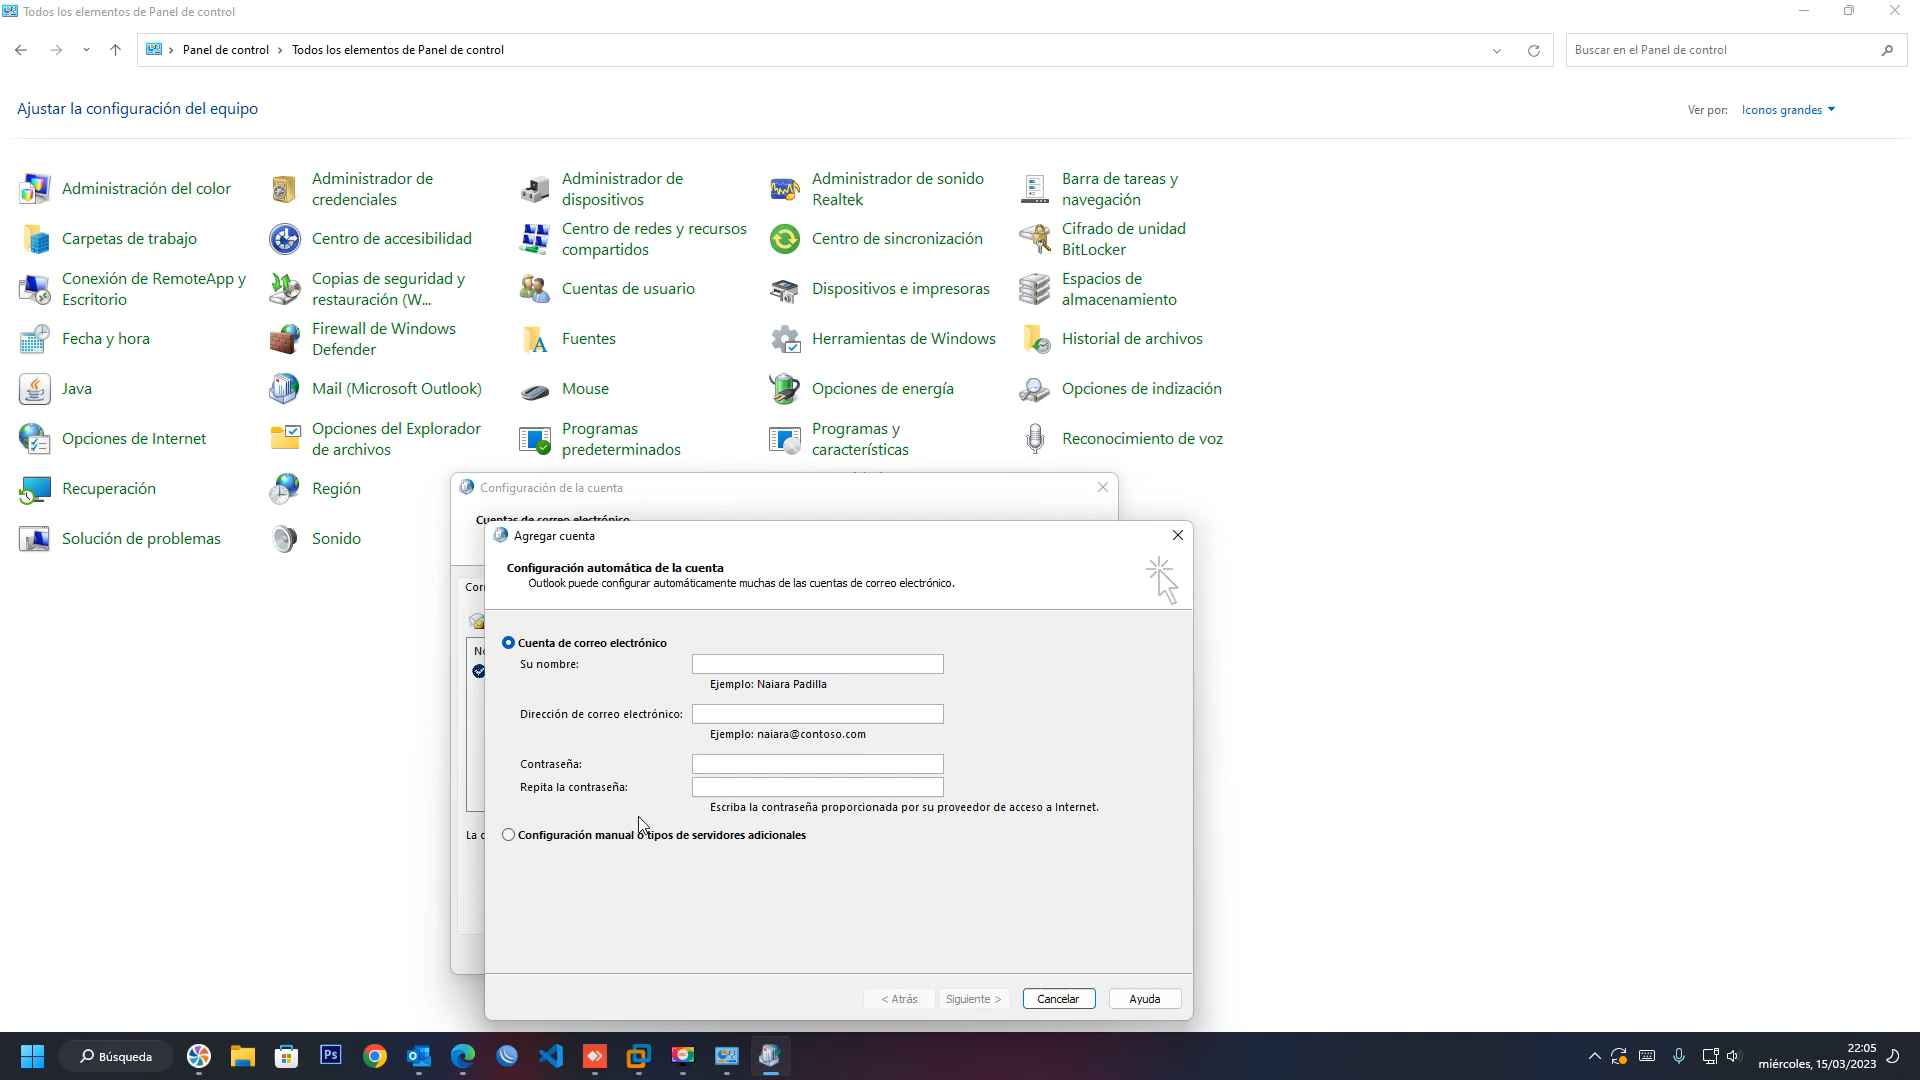 Todos los elementos de Panel de control
Panel de control
Todos los elementos de Panel de control
Buscar en el Panel de control
Ajustar la configuración del equipo
Ver por:
Iconos grandes
Administración del color
Administrador de
credenciales
Administrador de
dispositivos
Administrador de sonido
Realtek
Barra de tareas y
navegación
Carpetas de trabajo
Centro de accesibilidad
Centro de redes y recursos
compartidos
Centro de sincronización
Cifrado de unidad
BitLocker
Conexión de RemoteApp y
Escritorio
Copias de seguridad y
restauración (W...
Cuentas de usuario
Dispositivos e impresoras
Espacios de
almacenamiento
Fecha y hora
Firewall de Windows
Defender
Fuentes
Herramientas de Windows
Historial de archivos
Java
Mail (Microsoft Outlook)
Mouse
Opciones de energía
Opciones de indización
Opciones de Internet
Opciones del Explorador
de archivos
Programas
predeterminados
Programas y
características
Reconocimiento de voz
Recuperación
Región
Solución de problemas
Sonido
Configuración de la cuenta
Cuentas de correo electrónico
Agregar cuenta
Configuración automática de la cuenta
Outlook puede configurar automáticamente muchas de las cuentas de correo electrónico.
Cuenta de correo electrónico
Su nombre:
Ejemplo: Naiara Padilla
Dirección de correo electrónico:
Ejemplo: naiara@contoso.com
Contraseña:
Repita la contraseña:
Escriba la contraseña proporcionada por su proveedor de acceso a Internet.
La
Configuración manual o tipos de servidores adicionales
< Atrás
Siguiente >
Cancelar
Ayuda
Búsqueda
Ps
22:05
miércoles, 15/03/2023